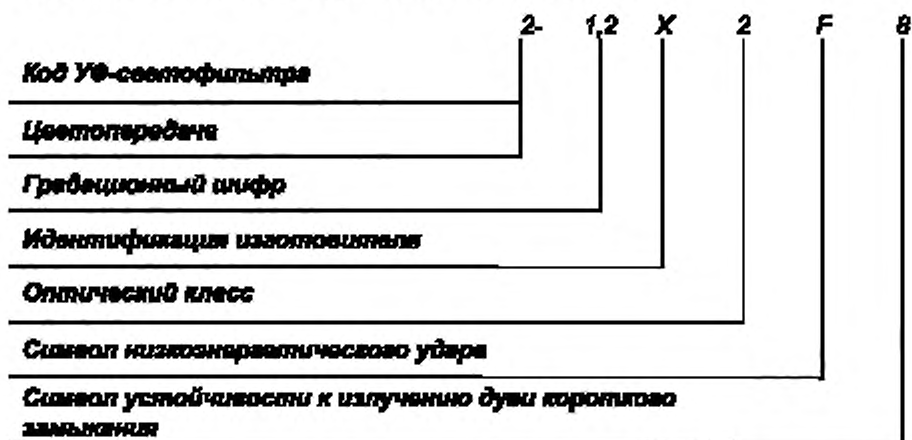 2- 1,2 X 2 F 8
Код УФ-светофильтра
Цветопередача
Градационный шифр
Идентификация изготовителя
Оптический класс
Символ низкоэнергетического удара
Символ устойчивости к излучению дуги короткого
замыкания